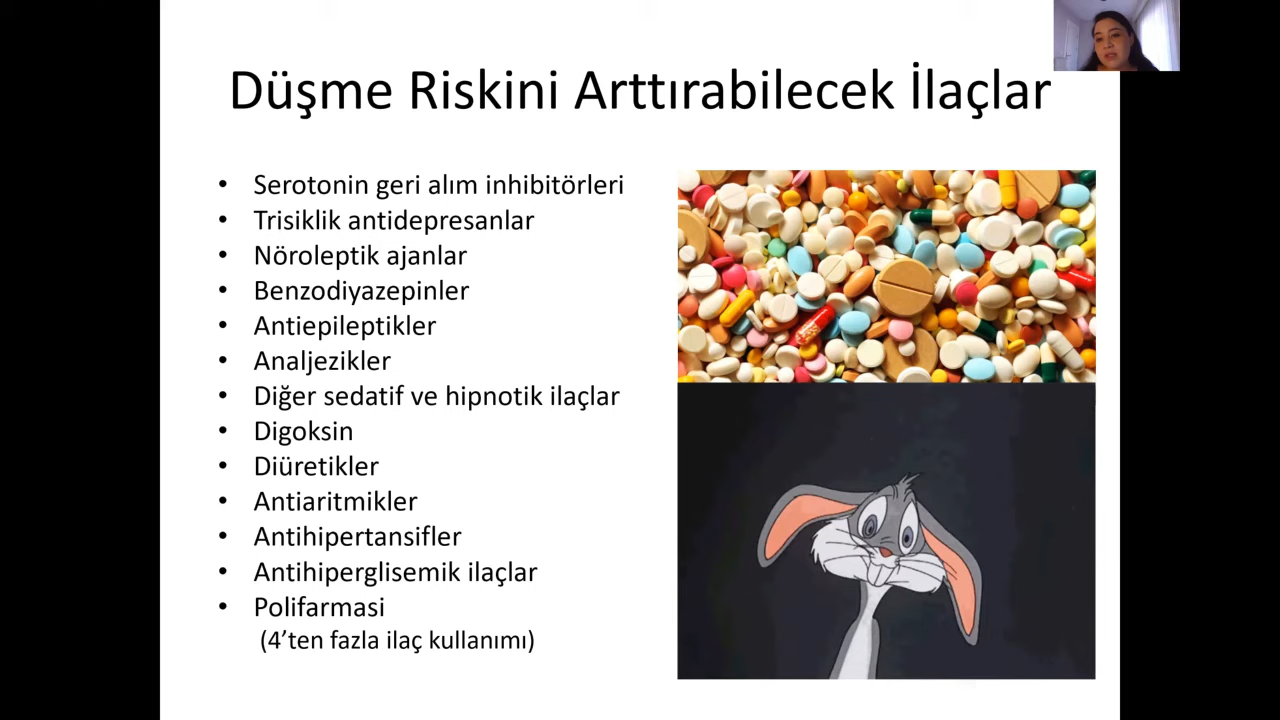 Düşme Riskini Arttırabilecek İlaçlar
• Serotonin geri alım inhibitörleri
• Trisiklik antidepresanlar
• Nöroleptik ajanlar
• Benzodiyazepinler
• Antiepileptikler
• Analjezikler
• Diğer sedatif ve hipnotik ilaçlar
• Digoksin
• Diüretikler
• Antiaritmikler
• Antihipertansifler
• Antihiperglisemik ilaçlar
• Polifarmasi
(4’ten fazla ilaç kullanımı)